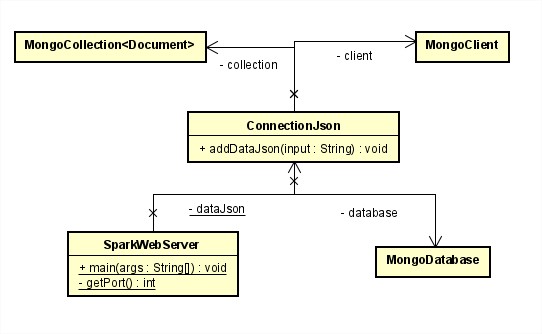 MongoCollection<Document>
MongoClient
- collection
- client
ConnectionJson
+ addDataJson(input : String) : void
- dataJson
- database
SparkWebServer
+ main(args : String[]) : void
- getPort() : int
MongoDatabase